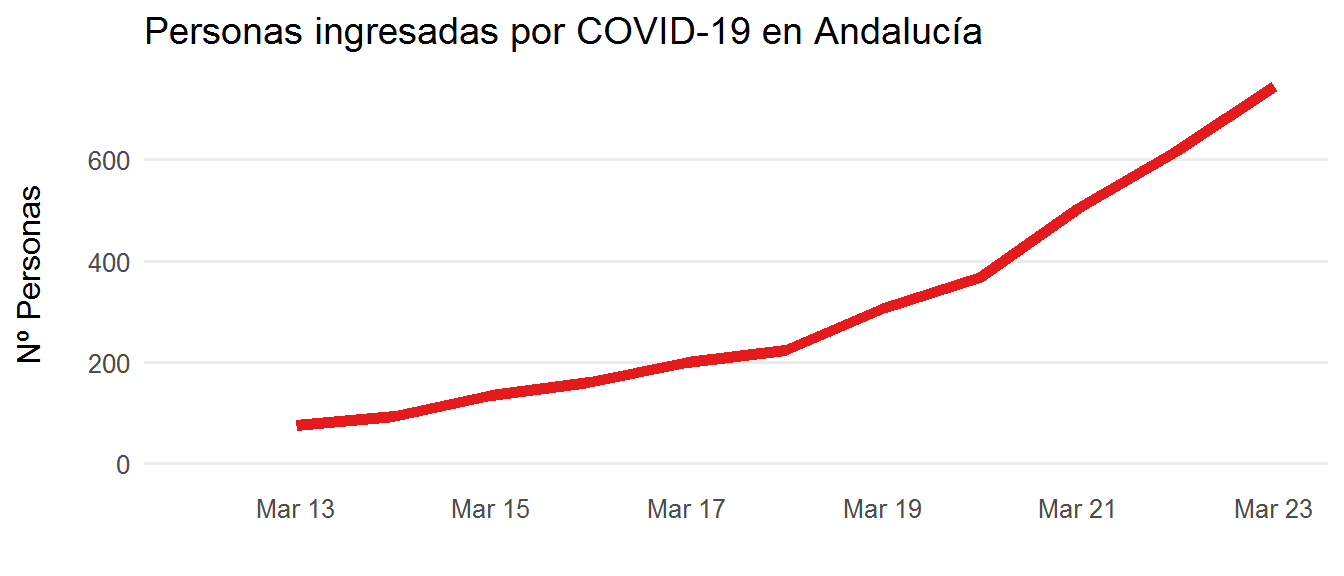 Personas ingresadas por COVID-19 en Andalucía
Nº Personas
600
400
200
0
Mar 13 Mar 15 Mar 17 Mar 19 Mar 21 Mar 23